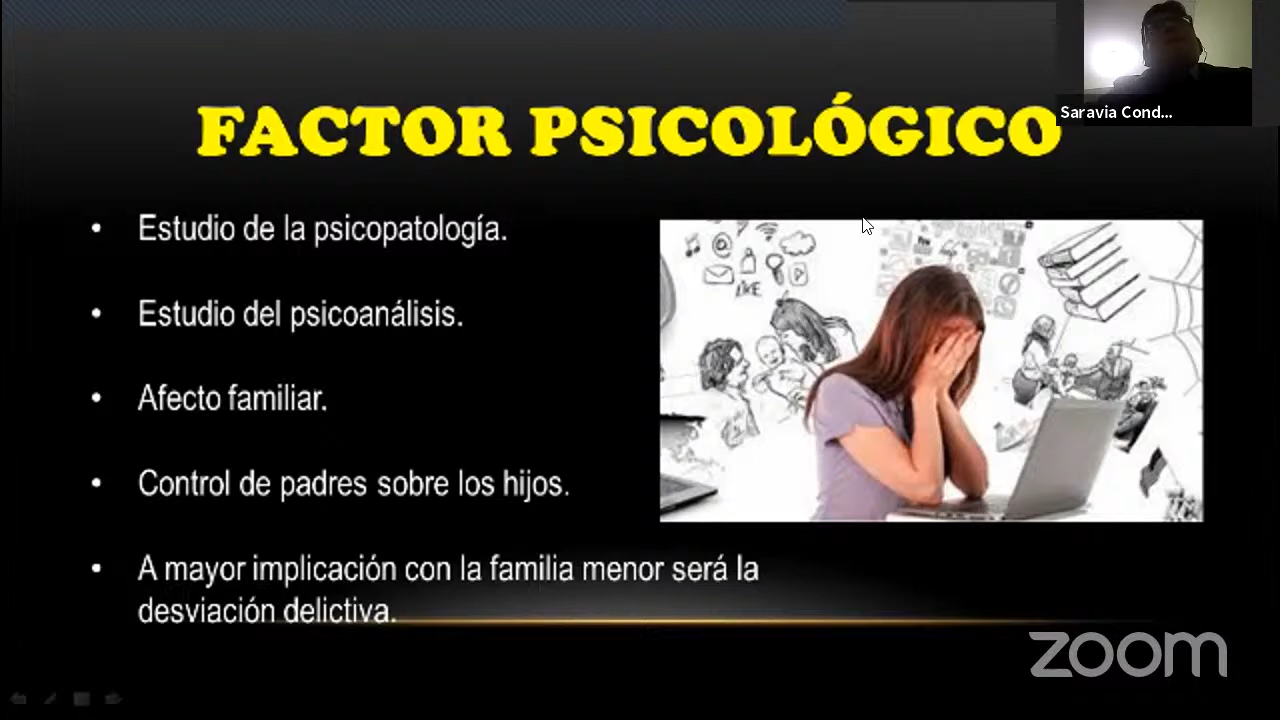 Saravia Cond...
FACTOR PSICOLÓGICO
• Estudio de la psicopatología.
• Estudio del psicoanálisis.
• Afecto familiar.
• Control de padres sobre los hijos.
• A mayor implicación con la familia menor será la
desviación delictiva.
LIKE
zoom